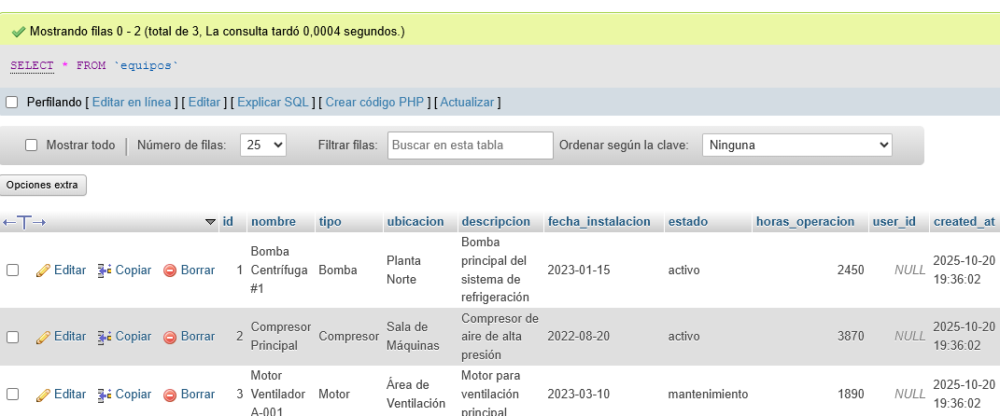 Mostrando filas 0 - 2 (total de 3, La consulta tardó 0,0004 segundos.)
SELECT * FROM `equipos`
Perfilando [ Editar en línea ] [ Editar ] [ Explicar SQL ] [ Crear código PHP ] [ Actualizar ]
Mostrar todo | Número de filas: 25 Filtrar filas: Buscar en esta tabla Ordenar según la clave: Ninguna
Opciones extra
←T→ id nombre tipo ubicacion descripcion fecha_instalacion estado horas_operacion user_id created_at
Editar Copiar Borrar 1
Bomba
Centrífuga
#1
Bomba
Planta
Norte
Bomba
principal del
sistema de
refrigeración
2023-01-15 activo 2450 NULL
2025-10-20
19:36:02
Editar Copiar Borrar 2
Compresor
Principal
Compresor
Sala de
Máquinas
Compresor de
aire de alta
presión
2022-08-20 activo 3870 NULL
2025-10-20
19:36:02
Editar Copiar Borrar 3
Motor
Ventilador
A-001
Motor
Área de
Ventilación
Motor para
ventilación
principal
2023-03-10 mantenimiento 1890 NULL
2025-10-20
19:36:02